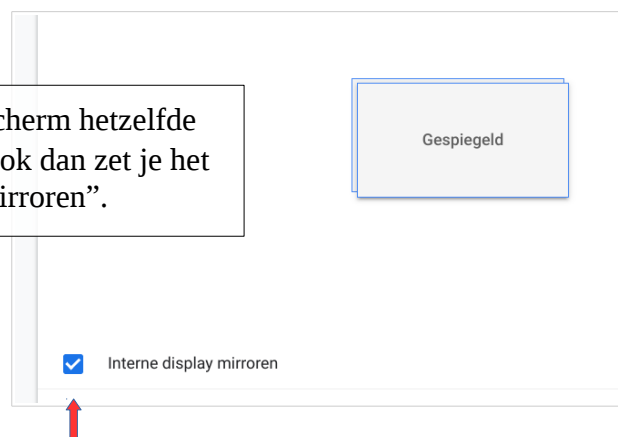 cherm hetzelfde
ok dan zet je het
irroren”.
Gespiegeld
Interne display mirroren